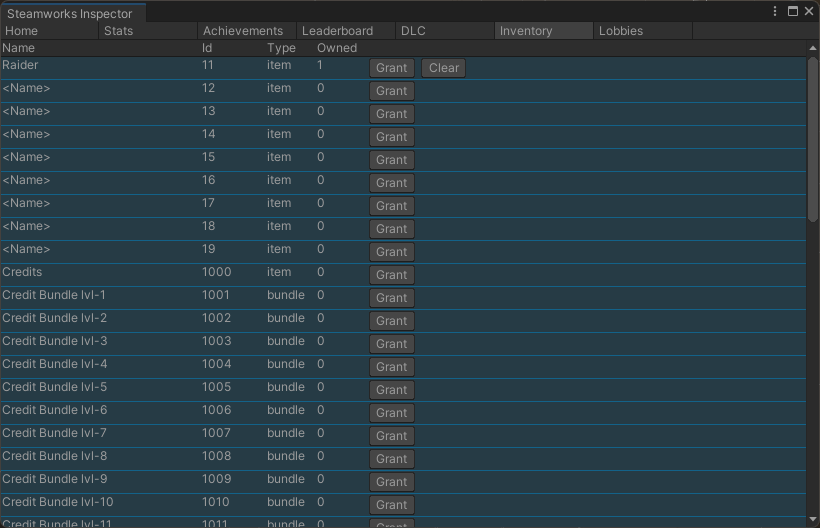 Steamworks Inspector
Home Stats Achievements Leaderboard DLC Inventory Lobbies
Name Id Type Owned
Raider 11 item 1 Grant Clear
<Name> 12 item 0 Grant
<Name> 13 item 0 Grant
<Name> 14 item 0 Grant
<Name> 15 item 0 Grant
<Name> 16 item 0 Grant
<Name> 17 item 0 Grant
<Name> 18 item 0 Grant
<Name> 19 item 0 Grant
Credits 1000 item 0 Grant
Credit Bundle lvl-1 1001 bundle 0 Grant
Credit Bundle lvl-2 1002 bundle 0 Grant
Credit Bundle lvl-3 1003 bundle 0 Grant
Credit Bundle lvl-4 1004 bundle 0 Grant
Credit Bundle lvl-5 1005 bundle 0 Grant
Credit Bundle lvl-6 1006 bundle 0 Grant
Credit Bundle lvl-7 1007 bundle 0 Grant
Credit Bundle lvl-8 1008 bundle 0 Grant
Credit Bundle lvl-9 1009 bundle 0 Grant
Credit Bundle lvl-10 1010 bundle 0 Grant
Credit Bundle lvl-11 1011 bundle 0 Grant